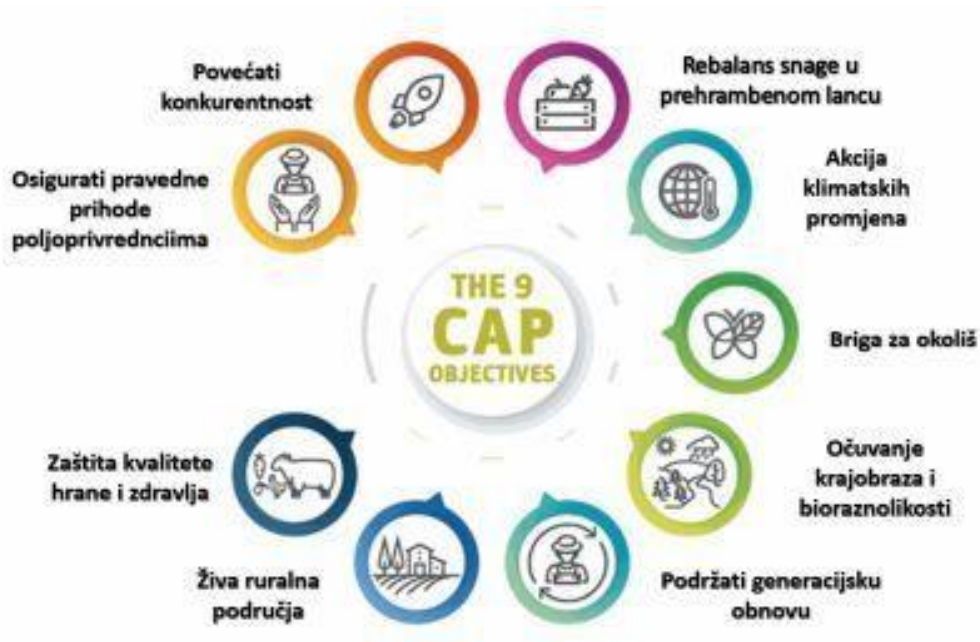 Povećati
konkurentnost
Rebalans snage u
prehrambenom lancu
Osigurati pravedne
prihode
poljoprivrednciima
Akcija
klimatskih
promjena
THE 9
CAP
OBJECTIVES
Briga za okoliš
Zaštita kvalitete
hrane i zdravlja
Očuvanje
krajobraza i
bioraznolikosti
Živa ruralna
područja
Podržati generacijsku
obnovu